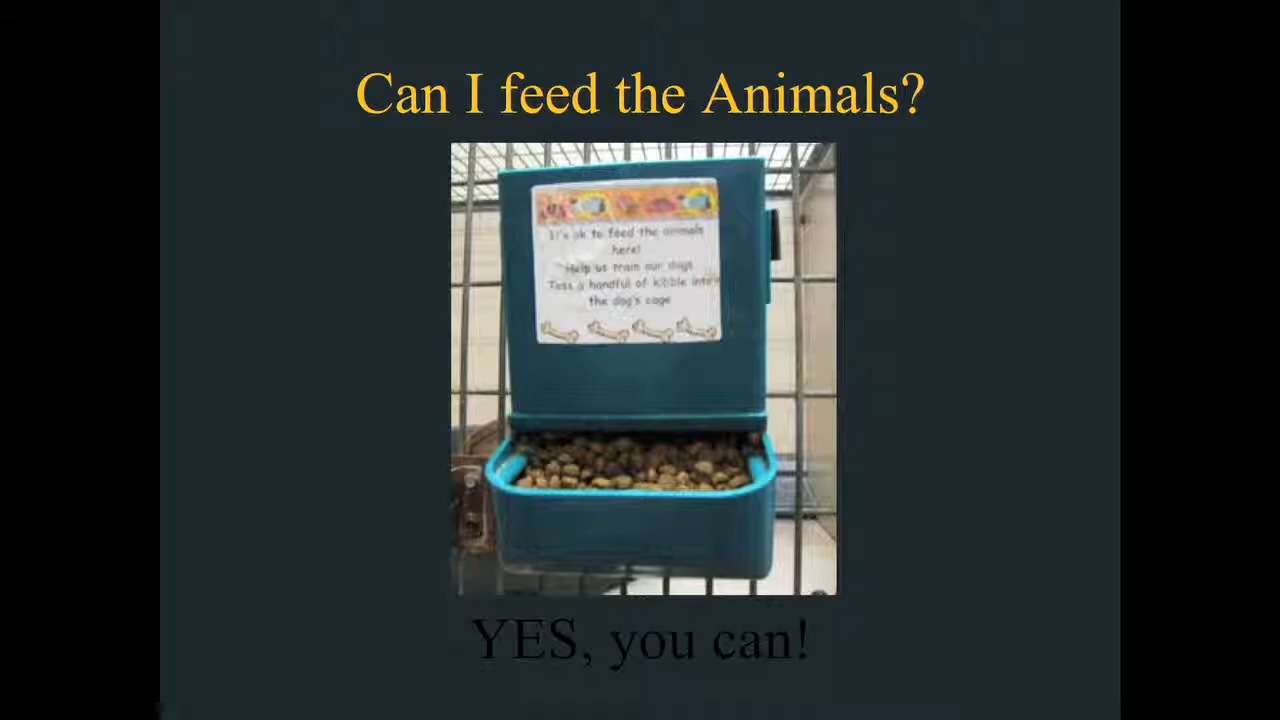 Can I feed the Animals?
It's ok to feed the animals
here!
Help us train our dogs
Toss a handful of kibble into
the dog's cage
YES, you can!